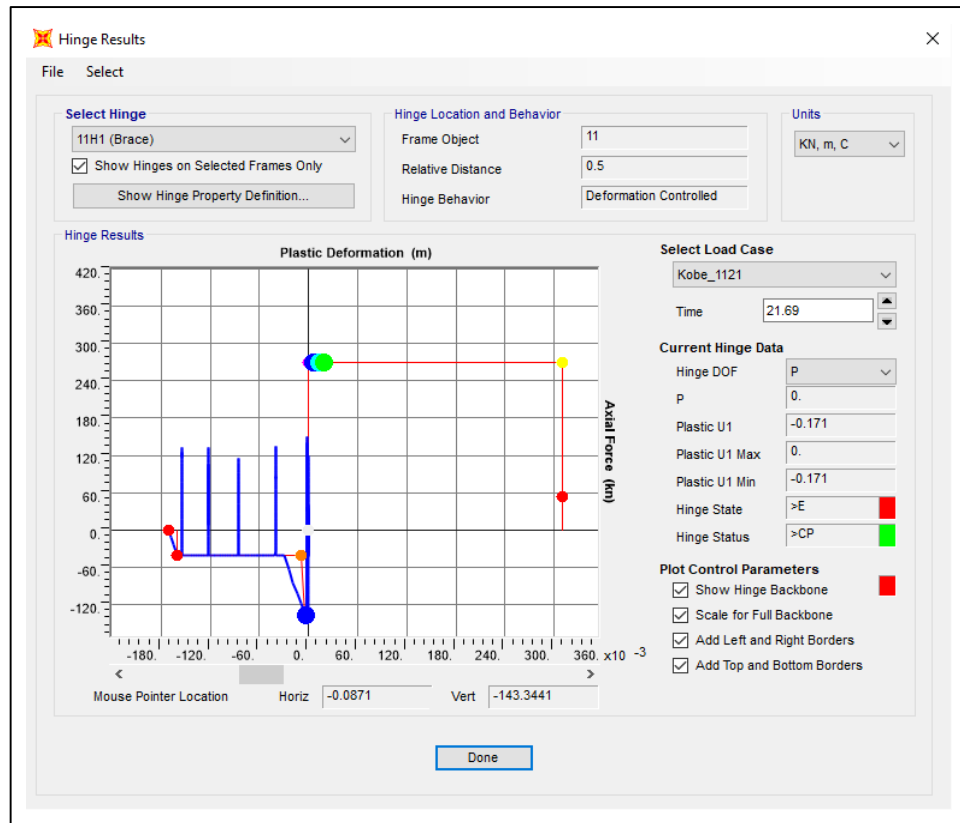 Hinge Results
File Select
Select Hinge
11H1 (Brace)
Show Hinges on Selected Frames Only
Show Hinge Property Definition...
Hinge Location and Behavior
Frame Object 11
Relative Distance 0.5
Hinge Behavior Deformation Controlled
Units
KN, m, C
Hinge Results
Plastic Deformation (m)
420.
360.
300.
240.
180.
120.
60.
0.
-60.
-120.
Axial Force (kn)
-180. -120. -60. 0. 60. 120. 180. 240. 300. 360. x10 -3
Mouse Pointer Location Horiz -0.0871 Vert -143.3441
Select Load Case
Kobe_1121
Time 21.69
Current Hinge Data
Hinge DOF P
P 0.
Plastic U1 -0.171
Plastic U1 Max 0.
Plastic U1 Min -0.171
Hinge State >E
Hinge Status >CP
Plot Control Parameters
Show Hinge Backbone
Scale for Full Backbone
Add Left and Right Borders
Add Top and Bottom Borders
Done